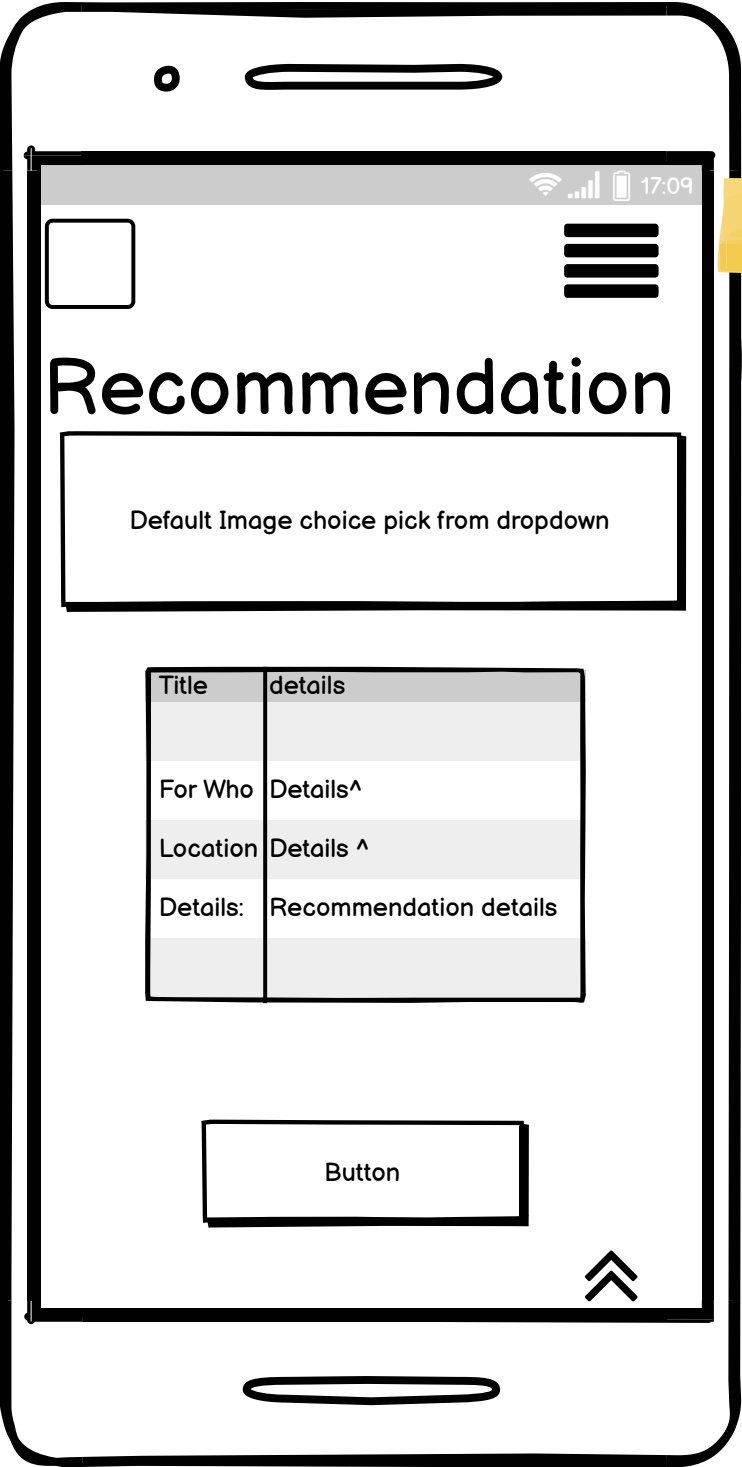 17:09
Recommendation
Default Image choice pick from dropdown
Title details
For Who Details^
Location Details ^
Details: Recommendation details
Button